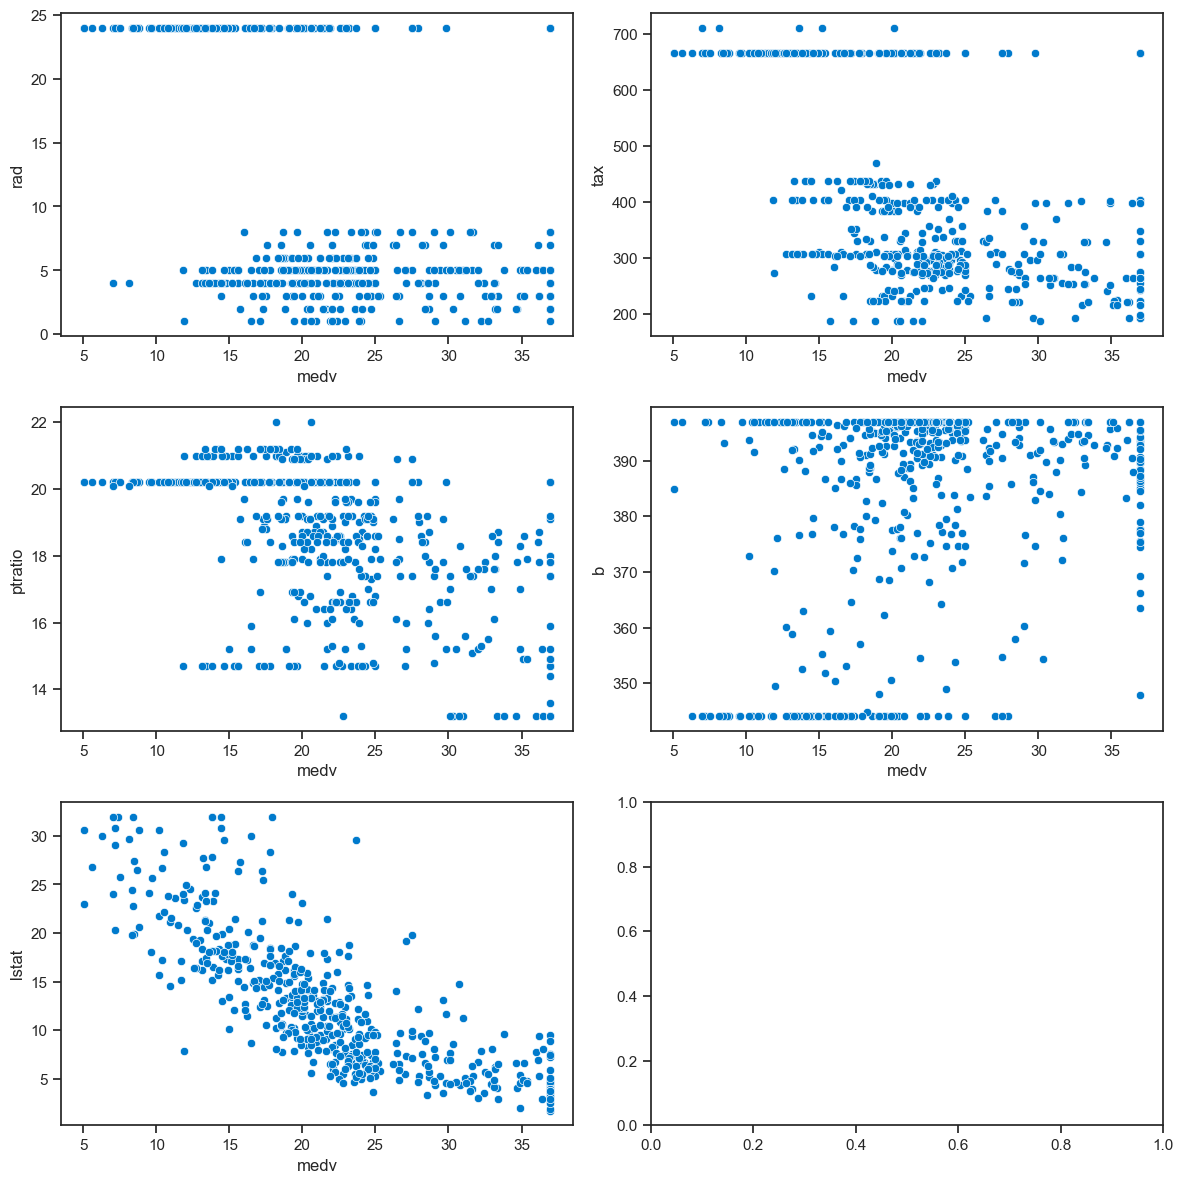 25
20
15
10
5
0
rad
5 10 15 20 25 30 35
medv
700
600
500
400
300
200
tax
5 10 15 20 25 30 35
medv
22
20
18
16
14
ptratio
5 10 15 20 25 30 35
medv
390
380
370
360
350
b
5 10 15 20 25 30 35
medv
30
25
20
15
10
5
lstat
5 10 15 20 25 30 35
medv
1.0
0.8
0.6
0.4
0.2
0.0
0.0 0.2 0.4 0.6 0.8 1.0